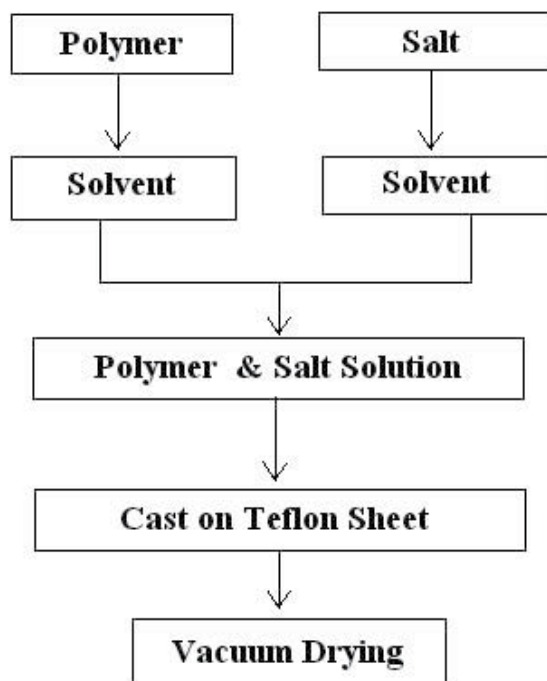 Polymer
Salt
Solvent
Solvent
Polymer & Salt Solution
Cast on Teflon Sheet
Vacuum Drying